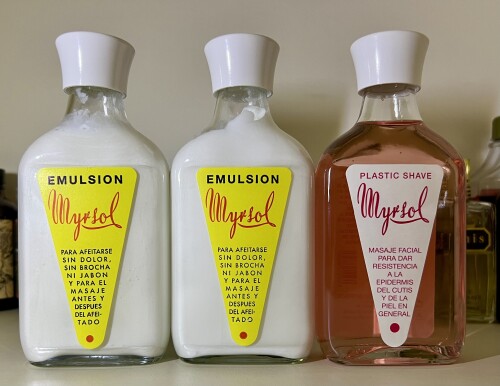 EMULSION
Myrsol
PARA AFEITARSE
SIN DOLOR,
SIN BROCHA
NI JABON
Y PARA EL
MASAJE
ANTES Y
DESPUES
DEL AFEI-
TADO
EMULSION
Myrsol
PARA AFEITARSE
SIN DOLOR,
SIN BROCHA
NI JABON
Y PARA EL
MASAJE
ANTES Y
DESPUES
DEL AFEI-
TADO
PLASTIC SHAVE
Myrsol
MASAJE FACIAL
PARA DAR
RESISTENCIA
A LA
EPIDERMIS
DEL CUTIS
Y DE LA
PIEL EN
GENERAL